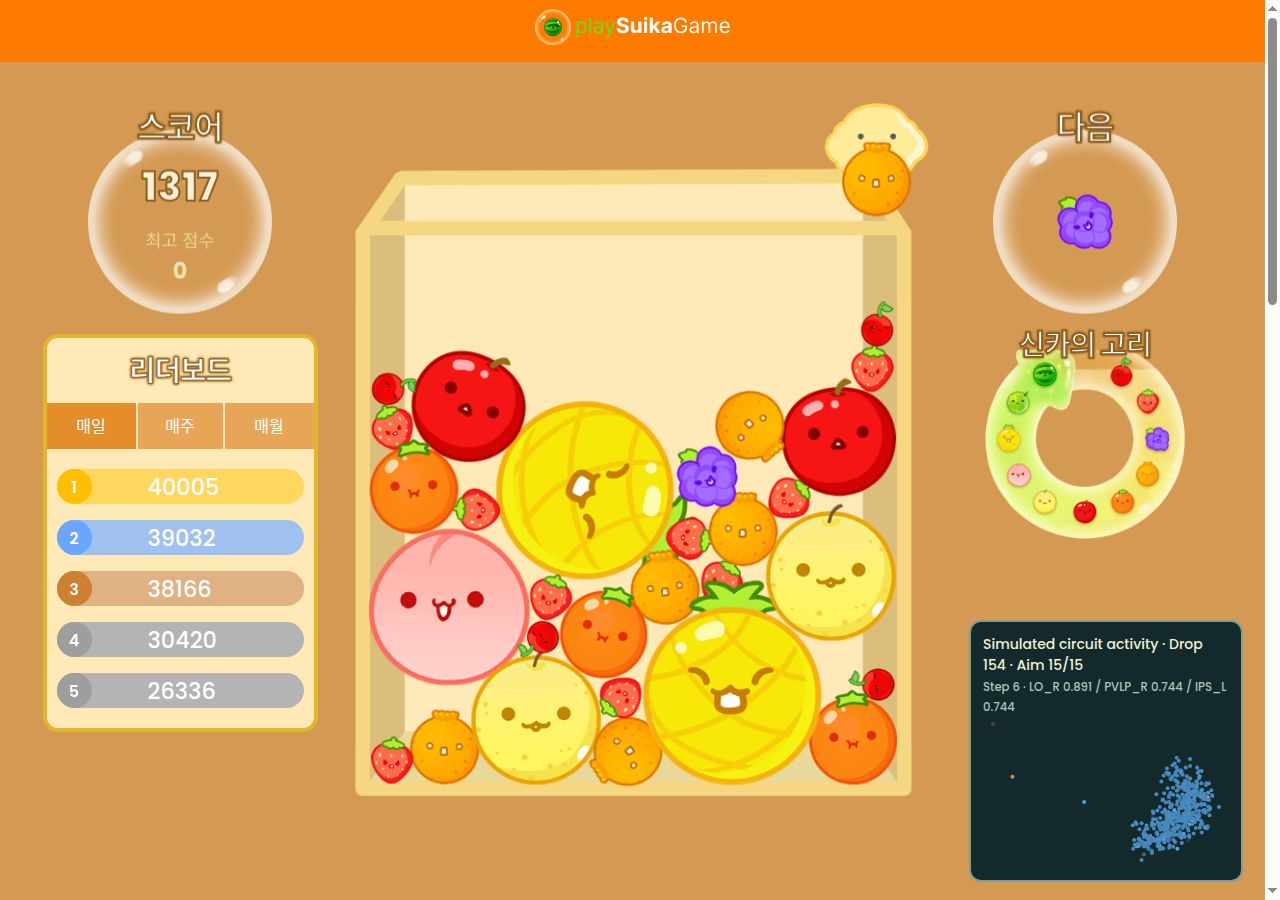 playSuikaGame
스코어
1317
최고 점수
0
다음
신카의 고리
리더보드
매일 매주 매월
1 40005
2 39032
3 38166
4 30420
5 26336
Simulated circuit activity · Drop
154 · Aim 15/15
Step 6 · LO_R 0.891 / PVLP_R 0.744 / IPS_L
0.744